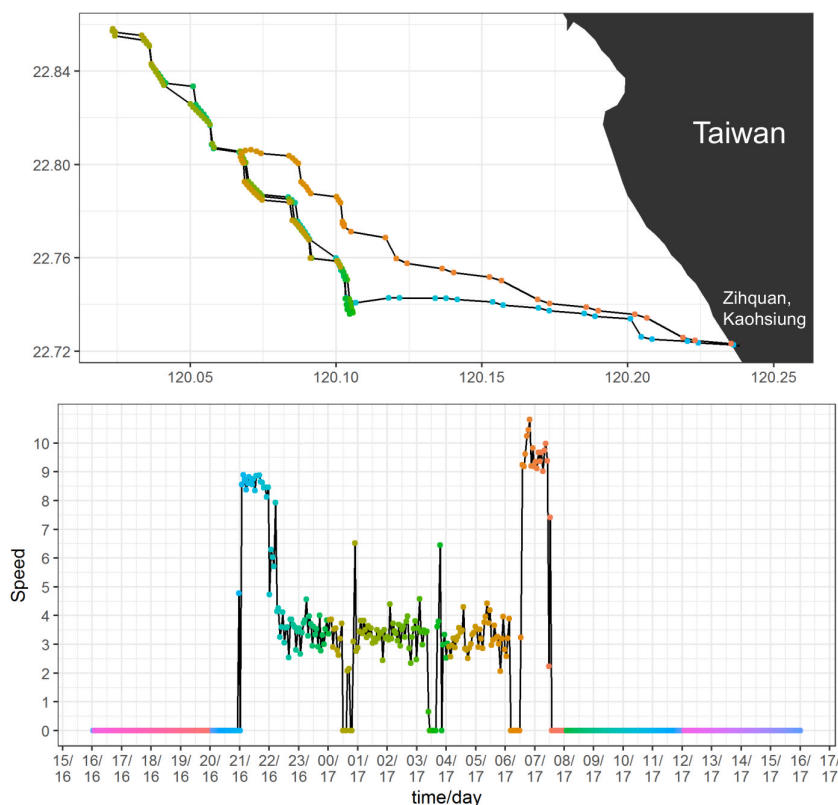 22.84
22.80
22.76
22.72
Taiwan
Zihquan,
Kaohsiung
120.05 120.10 120.15 120.20 120.25
Speed
10
9
8
7
6
5
4
3
2
1
0
15/ 16/ 17/ 18/ 19/ 20/ 21/ 22/ 23/ 00/ 01/ 02/ 03/ 04/ 05/ 06/ 07/ 08/ 09/ 10/ 11/ 12/ 13/ 14/ 15/ 16/ 17/
16 16 16 16 16 16 16 16 16 17 17 17 17 17 17 17 17 17 17 17 17 17 17 17 17 17 17
time/day